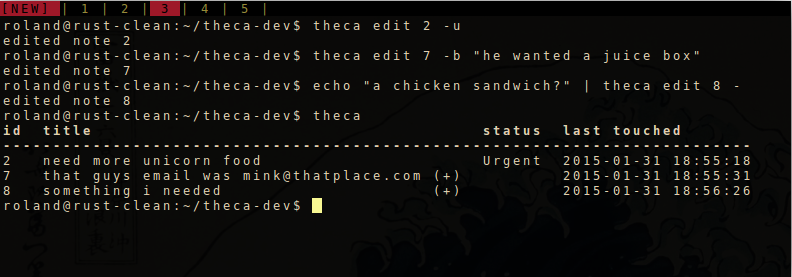 [NEW] | 1 | 2 | 3 | 4 | 5 |
roland@rust-clean:~/theca-dev$ theca edit 2 -u
edited note 2
roland@rust-clean:~/theca-dev$ theca edit 7 -b "he wanted a juice box"
edited note 7
roland@rust-clean:~/theca-dev$ echo "a chicken sandwich?" | theca edit 8 -
edited note 8
roland@rust-clean:~/theca-dev$ theca
id  title                                                 status  last touched
---------------------------------------------------------------------------------------------
2   need more unicorn food                                Urgent  2015-01-31 18:55:18
7   that guys email was mink@thatplace.com (+)                    2015-01-31 18:55:31
8   something i needed                     (+)                    2015-01-31 18:56:26
roland@rust-clean:~/theca-dev$